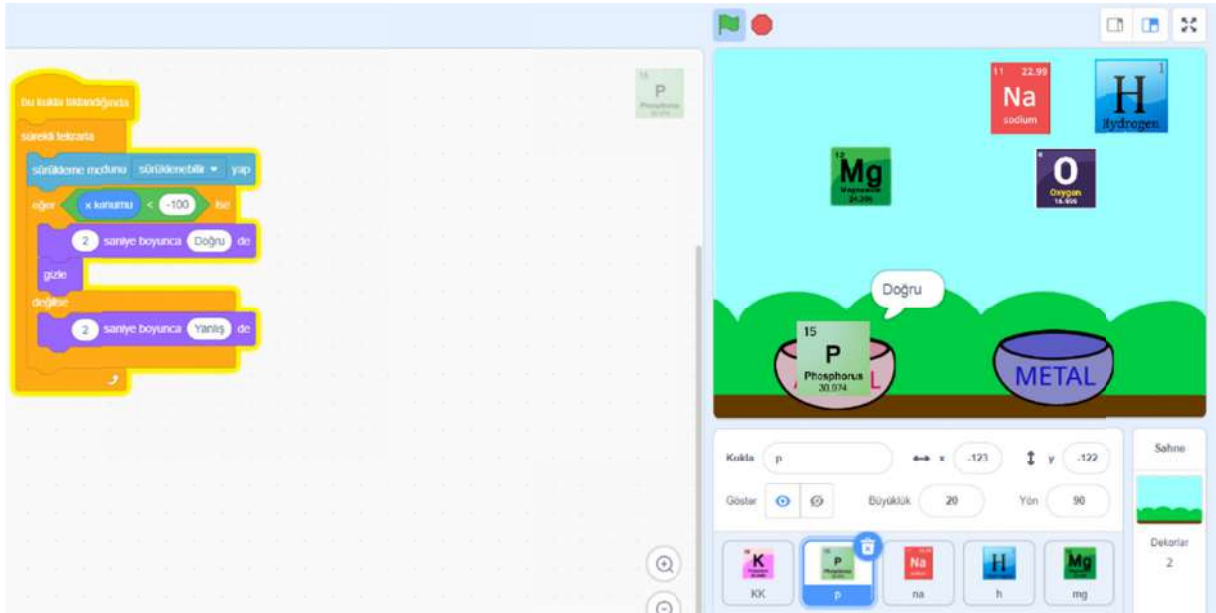 bu kukla tıklandığında
sürekli tekrarla
sürükleme modunu sürüklenebilir yap
eğer x konumu < -100 ise
2 saniye boyunca Doğru de
gizle
değilse
2 saniye boyunca Yanlış de
15
P
Phosphorus
11 22.99
Na
sodium
1
H
Hydrogen
12
Mg
Magnesium
O
Oxygen
Doğru
15
P
Phosphorus
30.974
L
METAL
Kukla p x -123 y -122
Göster Büyüklük 20 Yön 90
Sahne
Dekorlar
2
K
KK
P
p
Na
na
H
h
Mg
mg